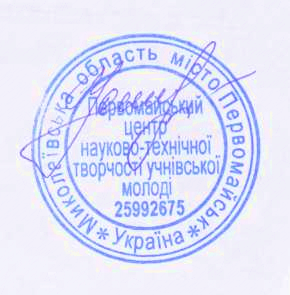 Миколаївська область місто Первомайськ
* Україна *
Первомайський
центр
науково-технічної
творчості учнівської
молоді
25992675